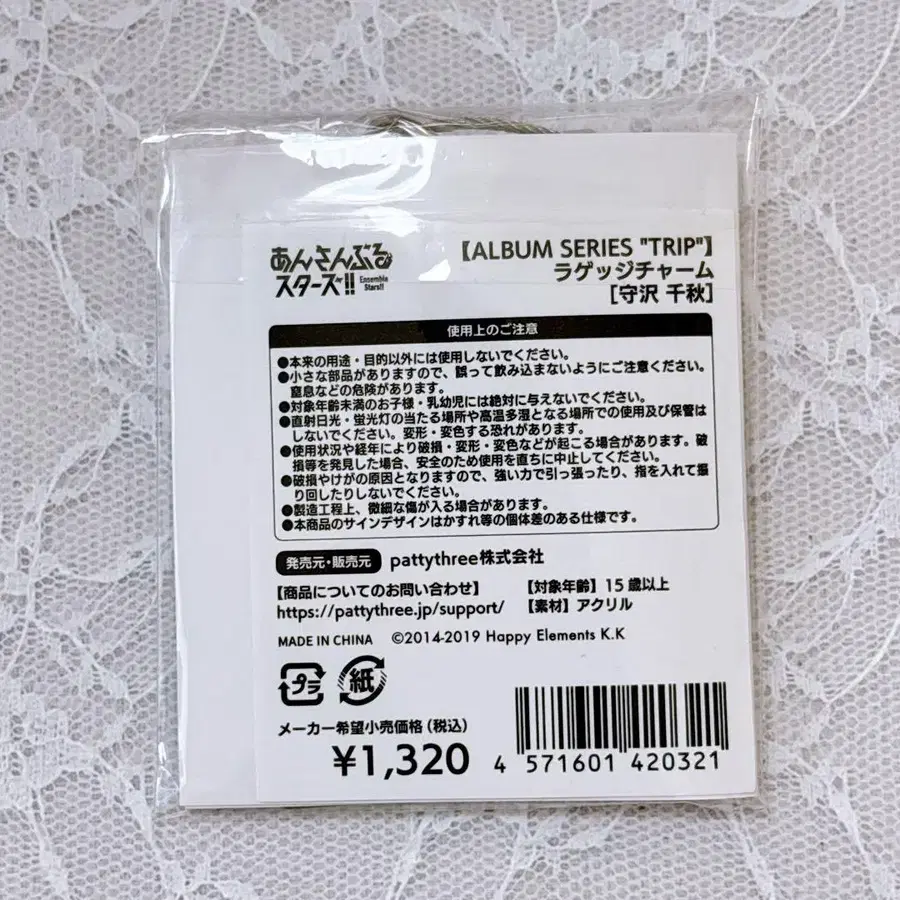 あんさんぶるスターズ!!
Ensemble Stars!!
【ALBUM SERIES "TRIP"】
ラゲッジチャーム
[守沢 千秋]
使用上のご注意
●本来の用途・目的以外には使用しないでください。
●小さな部品がありますので、誤って飲み込まないようにご注意ください。
窒息などの危険があります。
●対象年齢未満のお子様・乳幼児には絶対に与えないでください。
●直射日光・蛍光灯の当たる場所や高温多湿となる場所での使用及び保管は
しないでください。変形・変色する恐れがあります。
●使用状況や経年により破損・変形・変色などが起こる場合があります。破
損等を発見した場合、安全のため使用を直ちに中止してください。
●破損やけがの原因となりますので、強い力で引っ張ったり、指を入れて振
り回したりしないでください。
●製造工程上、微細な傷が入る場合があります。
●本商品のサインデザインはかすれ等の個体差のある仕様です。
発売元・販売元 pattythree株式会社
【商品についてのお問い合わせ】 【対象年齢】15歳以上
https://pattythree.jp/support/ 【素材】アクリル
MADE IN CHINA ©2014-2019 Happy Elements K.K
プラ 紙
メーカー希望小売価格(税込)
¥1,320
4 571601 420321